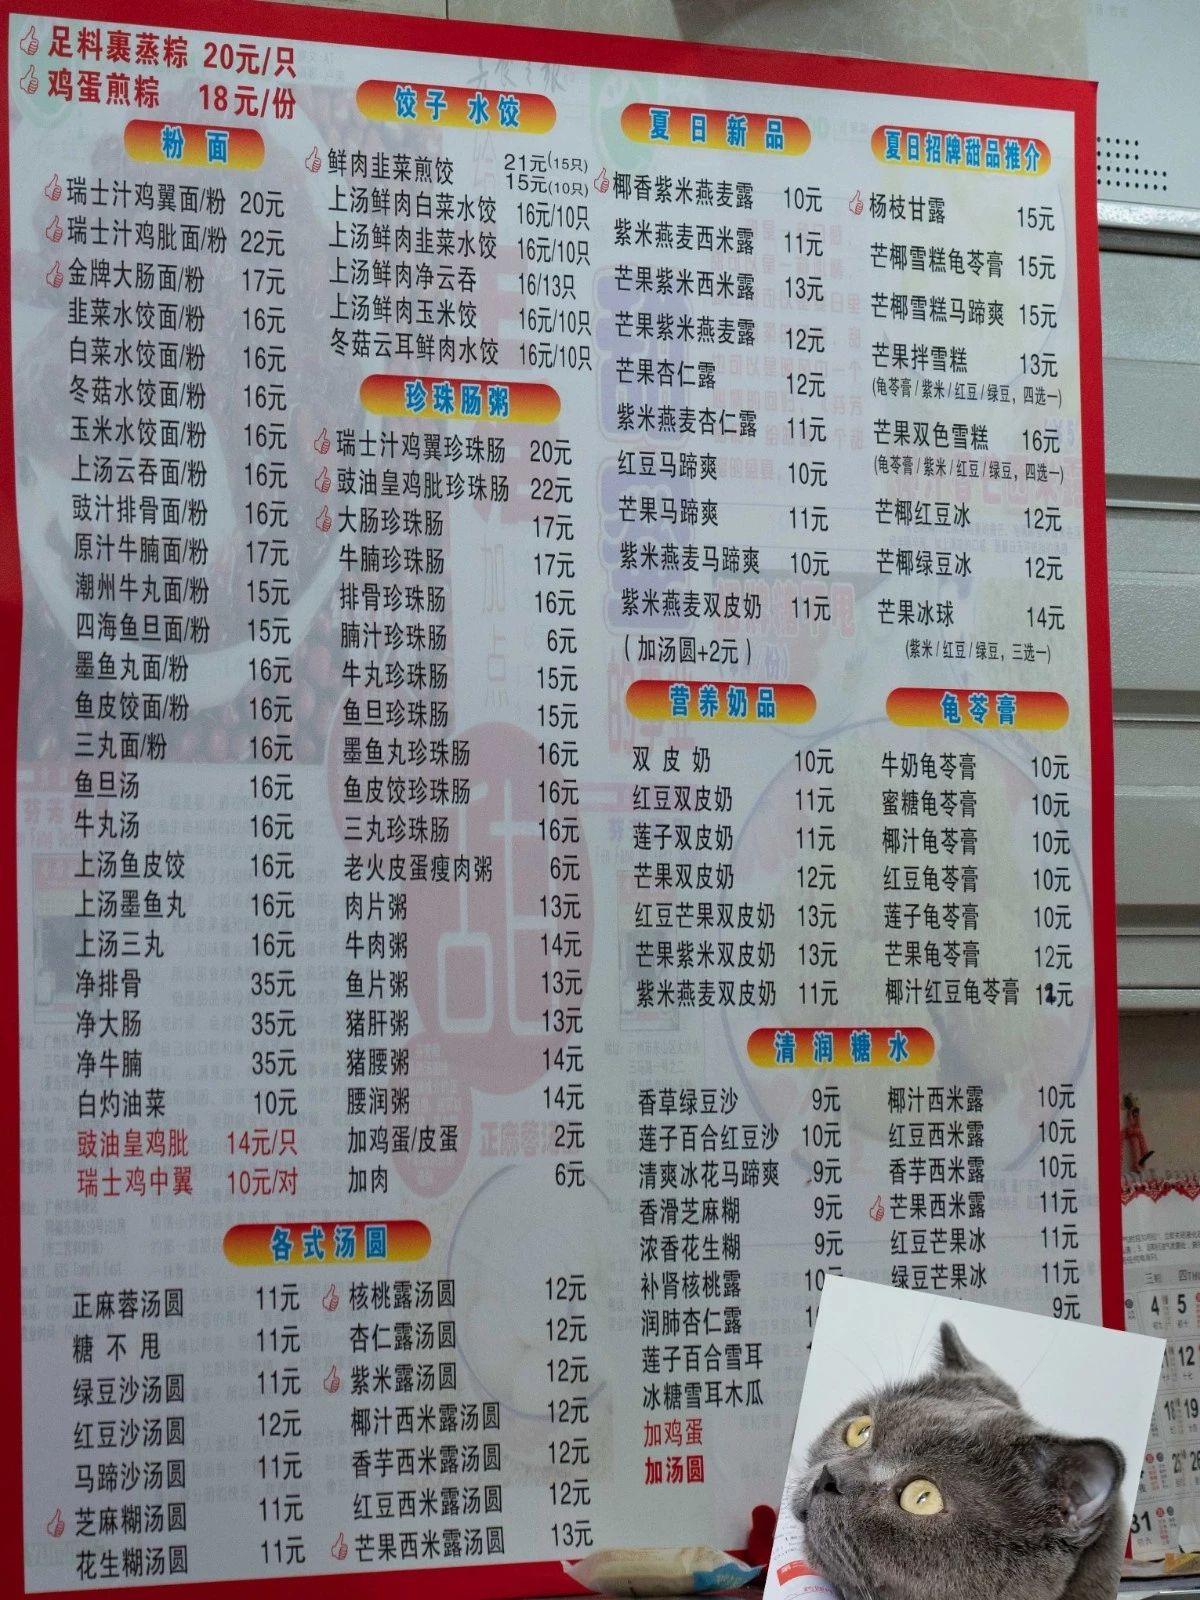 足料裹蒸粽 20元/只
鸡蛋煎粽 18元/份
粉面
瑞士汁鸡翼面/粉 20元
瑞士汁鸡肶面/粉 22元
金牌大肠面/粉 17元
韭菜水饺面/粉 16元
白菜水饺面/粉 16元
冬菇水饺面/粉 16元
玉米水饺面/粉 16元
上汤云吞面/粉 16元
豉汁排骨面/粉 16元
原汁牛腩面/粉 17元
潮州牛丸面/粉 15元
四海鱼旦面/粉 15元
墨鱼丸面/粉 16元
鱼皮饺面/粉 16元
三丸面/粉 16元
鱼旦汤 16元
牛丸汤 16元
上汤鱼皮饺 16元
上汤墨鱼丸 16元
上汤三丸 16元
净排骨 35元
净大肠 35元
净牛腩 35元
白灼油菜 10元
豉油皇鸡肶 14元/只
瑞士鸡中翼 10元/对
饺子 水饺
鲜肉韭菜煎饺 21元(15只)
15元(10只)
上汤鲜肉白菜水饺 16元/10只
上汤鲜肉韭菜水饺 16元/10只
上汤鲜肉净云吞 16/13只
上汤鲜肉玉米饺 16元/10只
冬菇云耳鲜肉水饺 16元/10只
珍珠肠粥
瑞士汁鸡翼珍珠肠 20元
豉油皇鸡肶珍珠肠 22元
大肠珍珠肠 17元
牛腩珍珠肠 17元
排骨珍珠肠 16元
腩汁珍珠肠 6元
牛丸珍珠肠 15元
鱼旦珍珠肠 15元
墨鱼丸珍珠肠 16元
鱼皮饺珍珠肠 16元
三丸珍珠肠 16元
老火皮蛋瘦肉粥 6元
肉片粥 13元
牛肉粥 14元
鱼片粥 13元
猪肝粥 13元
猪腰粥 14元
腰润粥 14元
加鸡蛋/皮蛋 2元
加肉 6元
各式汤圆
正麻蓉汤圆 11元
糖不甩 11元
绿豆沙汤圆 11元
红豆沙汤圆 12元
马蹄沙汤圆 11元
芝麻糊汤圆 11元
花生糊汤圆 11元
核桃露汤圆 12元
杏仁露汤圆 12元
紫米露汤圆 12元
椰汁西米露汤圆 12元
香芋西米露汤圆 12元
红豆西米露汤圆 12元
芒果西米露汤圆 13元
夏日新品
椰香紫米燕麦露 10元
紫米燕麦西米露 11元
芒果紫米西米露 13元
芒果紫米燕麦露 12元
芒果杏仁露 12元
紫米燕麦杏仁露 11元
红豆马蹄爽 10元
芒果马蹄爽 11元
紫米燕麦马蹄爽 10元
紫米燕麦双皮奶 11元
(加汤圆+2元)
夏日招牌甜品推介
杨枝甘露 15元
芒椰雪糕龟苓膏 15元
芒椰雪糕马蹄爽 15元
芒果拌雪糕 13元
(龟苓膏/紫米/红豆/绿豆,四选一)
芒果双色雪糕 16元
(龟苓膏/紫米/红豆/绿豆,四选一)
芒椰红豆冰 12元
芒椰绿豆冰 12元
芒果冰球 14元
(紫米/红豆/绿豆,三选一)
营养奶品
双皮奶 10元
红豆双皮奶 11元
莲子双皮奶 11元
芒果双皮奶 12元
红豆芒果双皮奶 13元
芒果紫米双皮奶 13元
紫米燕麦双皮奶 11元
龟苓膏
牛奶龟苓膏 10元
蜜糖龟苓膏 10元
椰汁龟苓膏 10元
红豆龟苓膏 10元
莲子龟苓膏 10元
芒果龟苓膏 12元
椰汁红豆龟苓膏
清润糖水
香草绿豆沙 9元
莲子百合红豆沙 10元
清爽冰花马蹄爽 9元
香滑芝麻糊 9元
浓香花生糊 9元
补肾核桃露 10
润肺杏仁露
莲子百合雪耳
冰糖雪耳木瓜
加鸡蛋
加汤圆
椰汁西米露 10元
红豆西米露 10元
香芋西米露 10元
芒果西米露 11元
红豆芒果冰 11元
绿豆芒果冰 11元
9元